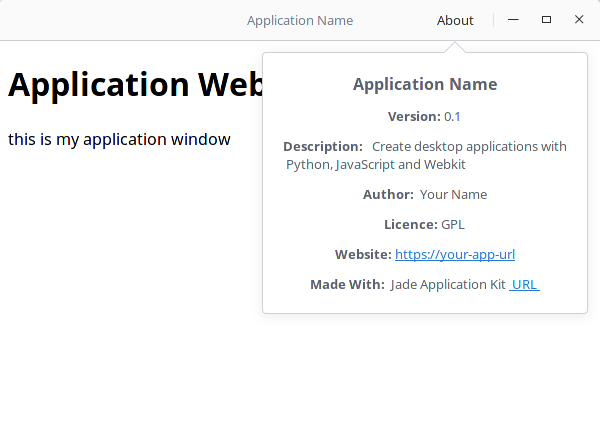 Application Name
About
Application Web
this is my application window
Application Name
Version: 0.1
Description: Create desktop applications with
Python, JavaScript and Webkit
Author: Your Name
Licence: GPL
Website: https://your-app-url
Made With: Jade Application Kit URL